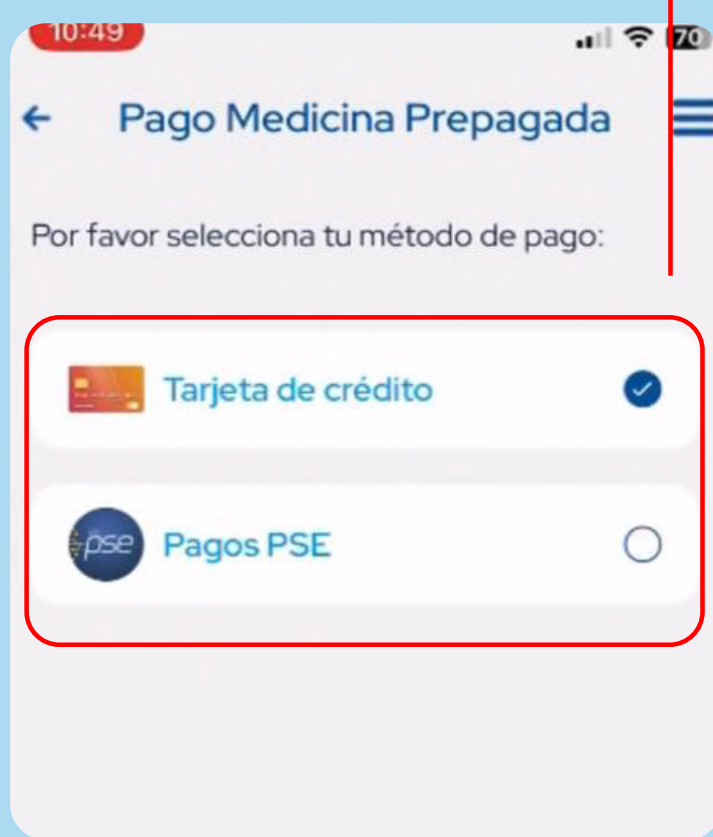 10:49
70
Pago Medicina Prepagada
Por favor selecciona tu método de pago:
Tarjeta de crédito
pse
Pagos PSE